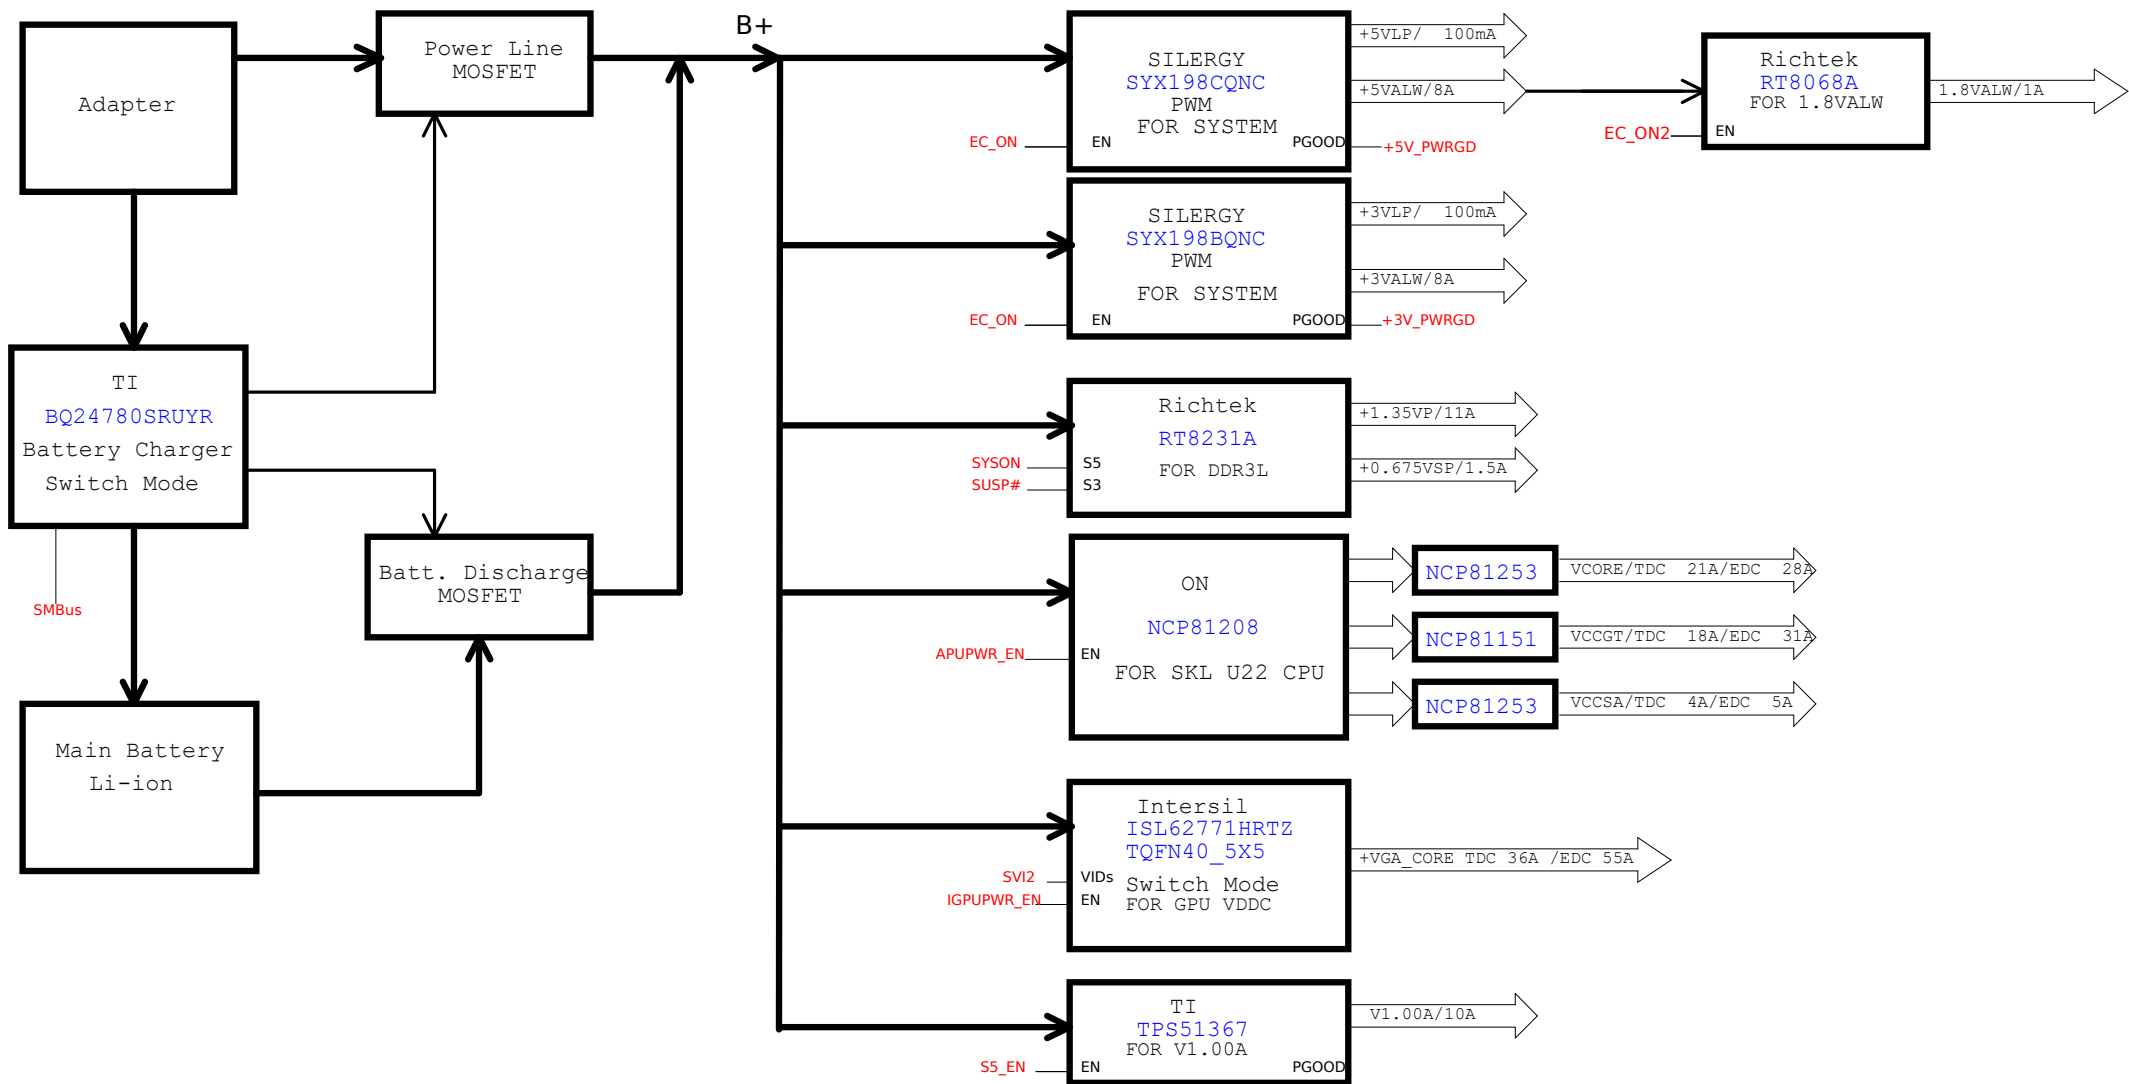 Adapter
Power Line
MOSFET
B+
TI
BQ24780SRUYR
Battery Charger
Switch Mode
SMBus
Batt. Discharge
MOSFET
Main Battery
Li-ion
SILERGY
SYX198CQNC
PWM
FOR SYSTEM
EC_ON
EN
PGOOD
+5V_PWRGD
+5VLP/ 100mA
+5VALW/8A
Richtek
RT8068A
FOR 1.8VALW
EC_ON2
EN
1.8VALW/1A
SILERGY
SYX198BQNC
PWM
FOR SYSTEM
EC_ON
EN
PGOOD
+3V_PWRGD
+3VLP/ 100mA
+3VALW/8A
Richtek
RT8231A
FOR DDR3L
SYSON
S5
SUSP#
S3
+1.35VP/11A
+0.675VSP/1.5A
ON
NCP81208
FOR SKL U22 CPU
APUPWR_EN
EN
NCP81253
VCORE/TDC 21A/EDC 28A
NCP81151
VCCGT/TDC 18A/EDC 31A
NCP81253
VCCSA/TDC 4A/EDC 5A
Intersil
ISL62771HRTZ
TQFN40_5X5
Switch Mode
FOR GPU VDDC
SVI2
VIDs
IGPUPWR_EN
EN
+VGA_CORE TDC 36A /EDC 55A
TI
TPS51367
FOR V1.00A
S5_EN
EN
PGOOD
V1.00A/10A